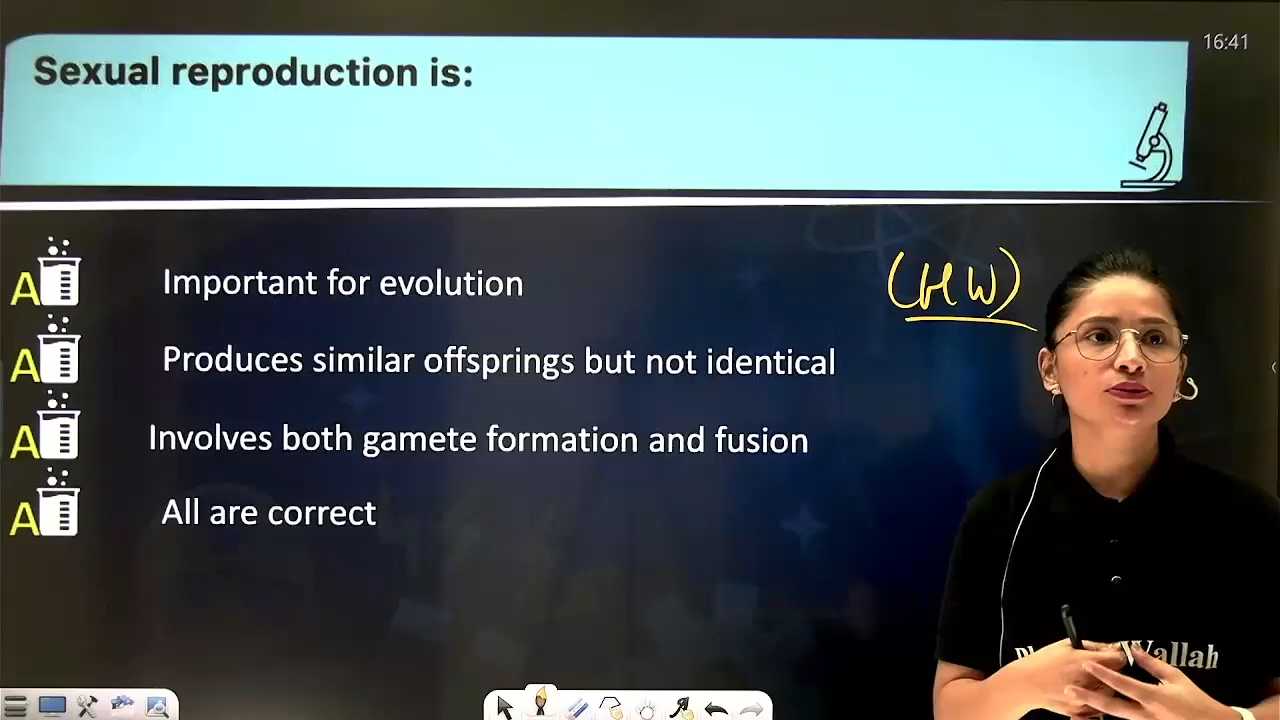 16:41
Sexual reproduction is:
(HW)
A Important for evolution
A Produces similar offsprings but not identical
A Involves both gamete formation and fusion
A All are correct
Wallah